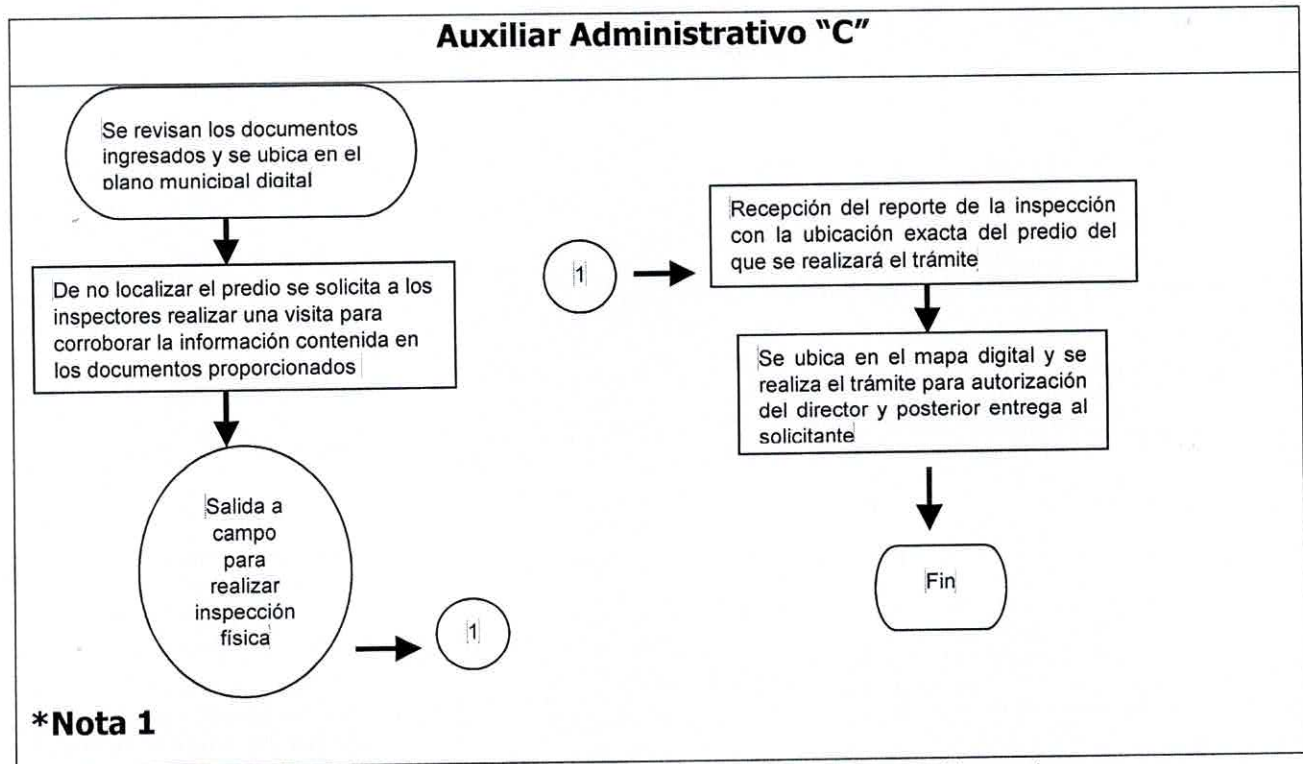 Auxiliar Administrativo “C”
Se revisan los documentos
ingresados y se ubica en el
plano municipal digital
De no localizar el predio se solicita a los
inspectores realizar una visita para
corroborar la información contenida en
los documentos proporcionados
Salida a
campo
para
realizar
inspección
física
1
*Nota 1
1
Recepción del reporte de la inspección
con la ubicación exacta del predio del
que se realizará el trámite
Se ubica en el mapa digital y se
realiza el trámite para autorización
del director y posterior entrega al
solicitante
Fin